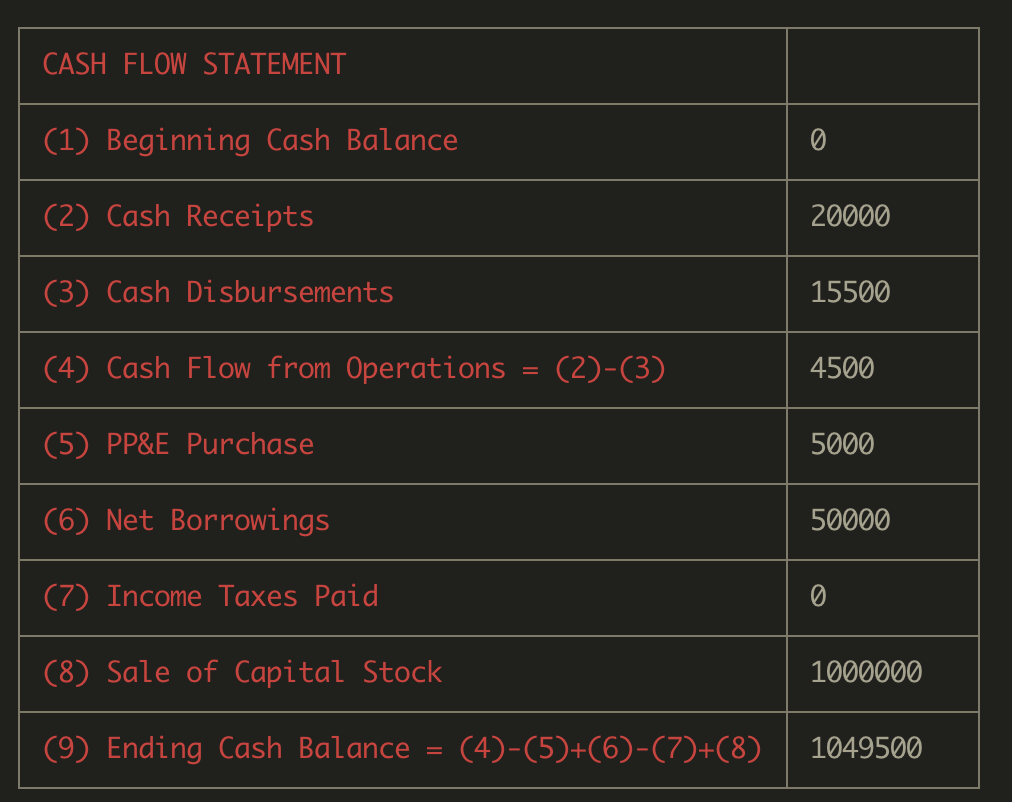 CASH FLOW STATEMENT
(1) Beginning Cash Balance 0
(2) Cash Receipts 20000
(3) Cash Disbursements 15500
(4) Cash Flow from Operations = (2)-(3) 4500
(5) PP&E Purchase 5000
(6) Net Borrowings 50000
(7) Income Taxes Paid 0
(8) Sale of Capital Stock 1000000
(9) Ending Cash Balance = (4)-(5)+(6)-(7)+(8) 1049500